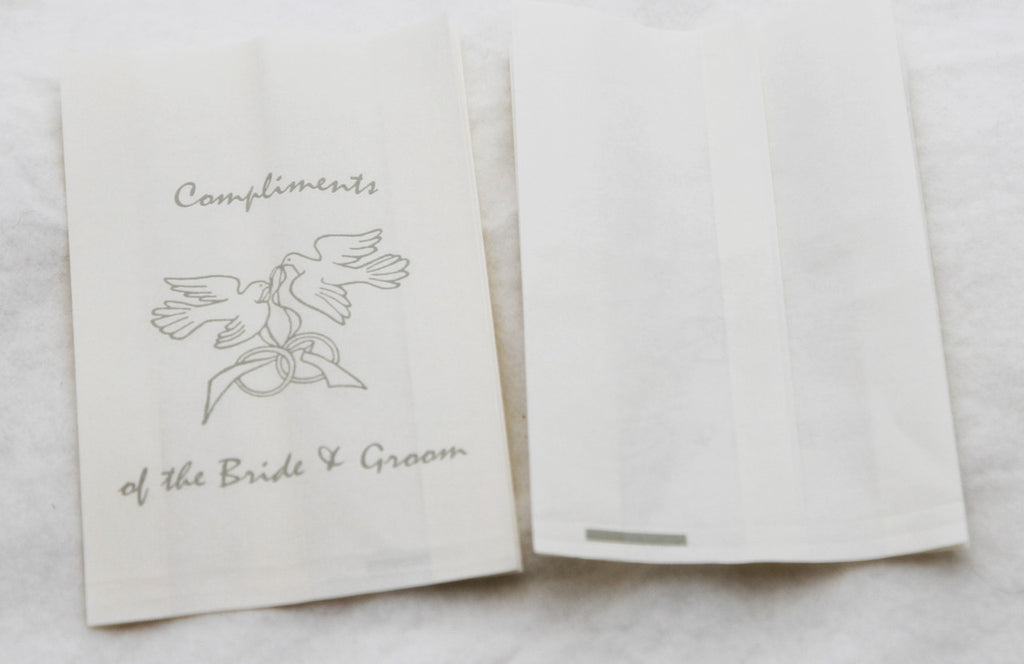 Compliments
of the Bride & Groom